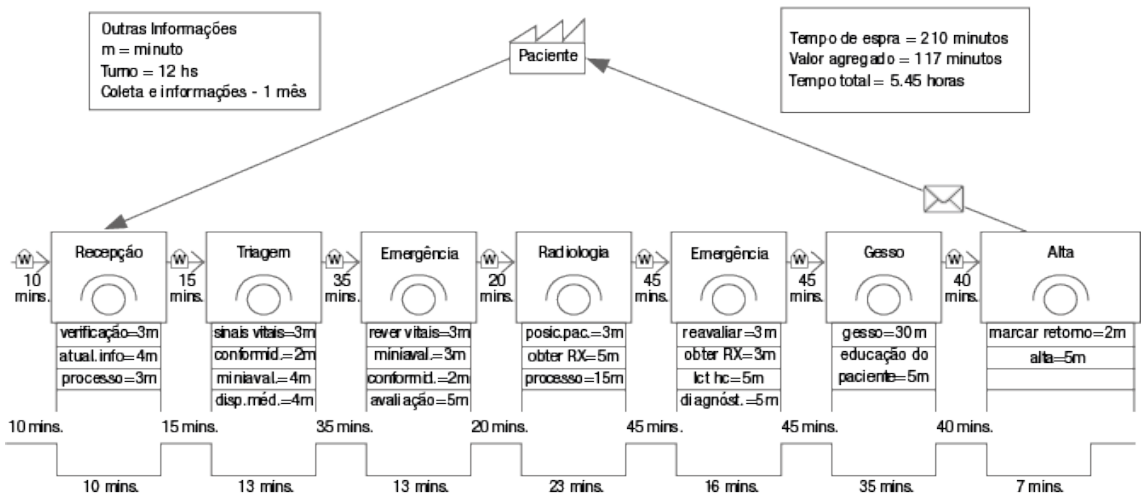 Outras Informações
m = minuto
Turno = 12 hs
Coleta e informações - 1 mês
Paciente
Tempo de espra = 210 minutos
Valor agregado = 117 minutos
Tempo total = 5.45 horas
W
10
mins.
Recepção
verificação=3m
atual.info=4m
processo=3m
W
15
mins.
Triagem
sinais vitais=3m
conformid.=2m
miniaval.=4m
disp.méd.=4m
W
35
mins.
Emergência
rever vitais=3m
miniaval.=3m
conformid.=2m
avaliação=5m
W
20
mins.
Radiologia
posic.pac.=3m
obter RX=5m
processo=15m
W
45
mins.
Emergência
reavaliar=3m
obter RX=3m
lct hc=5m
diagnóst.=5m
W
45
mins.
Gesso
gesso=30m
educação do
paciente=5m
W
40
mins.
Alta
marcar retorno=2m
alta=5m
10 mins. 15 mins. 35 mins. 20 mins. 45 mins. 45 mins. 40 mins.
10 mins. 13 mins. 13 mins. 23 mins. 16 mins. 35 mins. 7 mins.